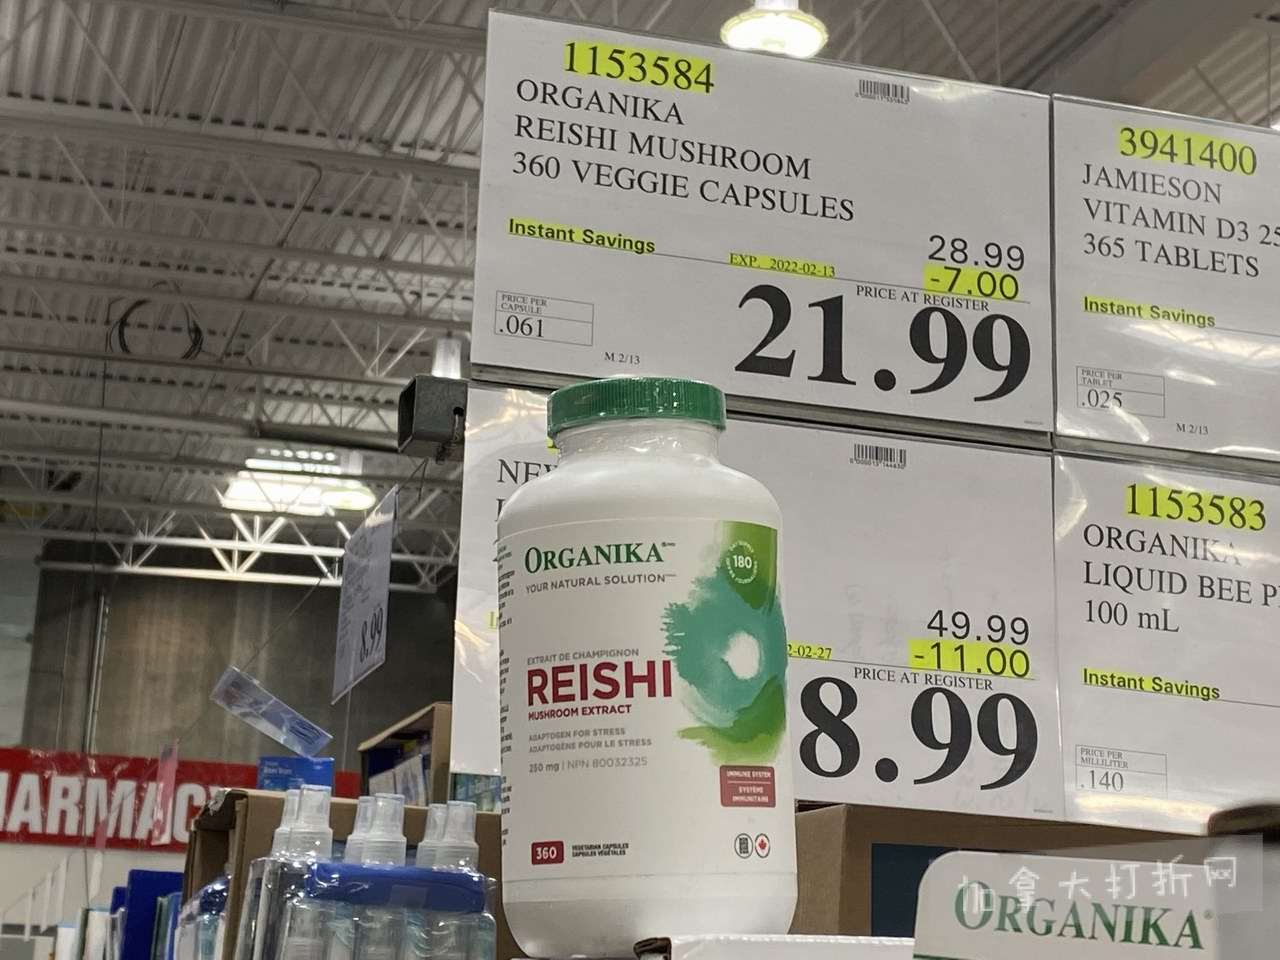 1153584
ORGANIKA
REISHI MUSHROOM
360 VEGGIE CAPSULES
Instant Savings
28.99
EXP. 2022-02-13
-7.00
PRICE AT REGISTER
21.99
PRICE PER
CAPSULE
.061
M 2/13
3941400
JAMIESON
VITAMIN D3 25
365 TABLETS
Instant Savings
PRICE PER
TABLET
.025
M 2/13
49.99
2-02-27
-11.00
PRICE AT REGISTER
8.99
1153583
ORGANIKA
LIQUID BEE P
100 mL
Instant Savings
PRICE PER
MILLILITER
.140
8.99
HARMAC
ORGANIKA
YOUR NATURAL SOLUTION
180
EXTRAIT DE CHAMPIGNON
REISHI
MUSHROOM EXTRACT
ADAPTOGEN FOR STRESS
ADAPTOGÈNE POUR LE STRESS
250 mg | NPN 80032325
IMMUNE SYSTEM
SYSTÈME
IMMUNITAIRE
360
VEGETARIAN CAPSULES
CAPSULES VÉGÉTALES
加拿大打折网
ORGANIKA